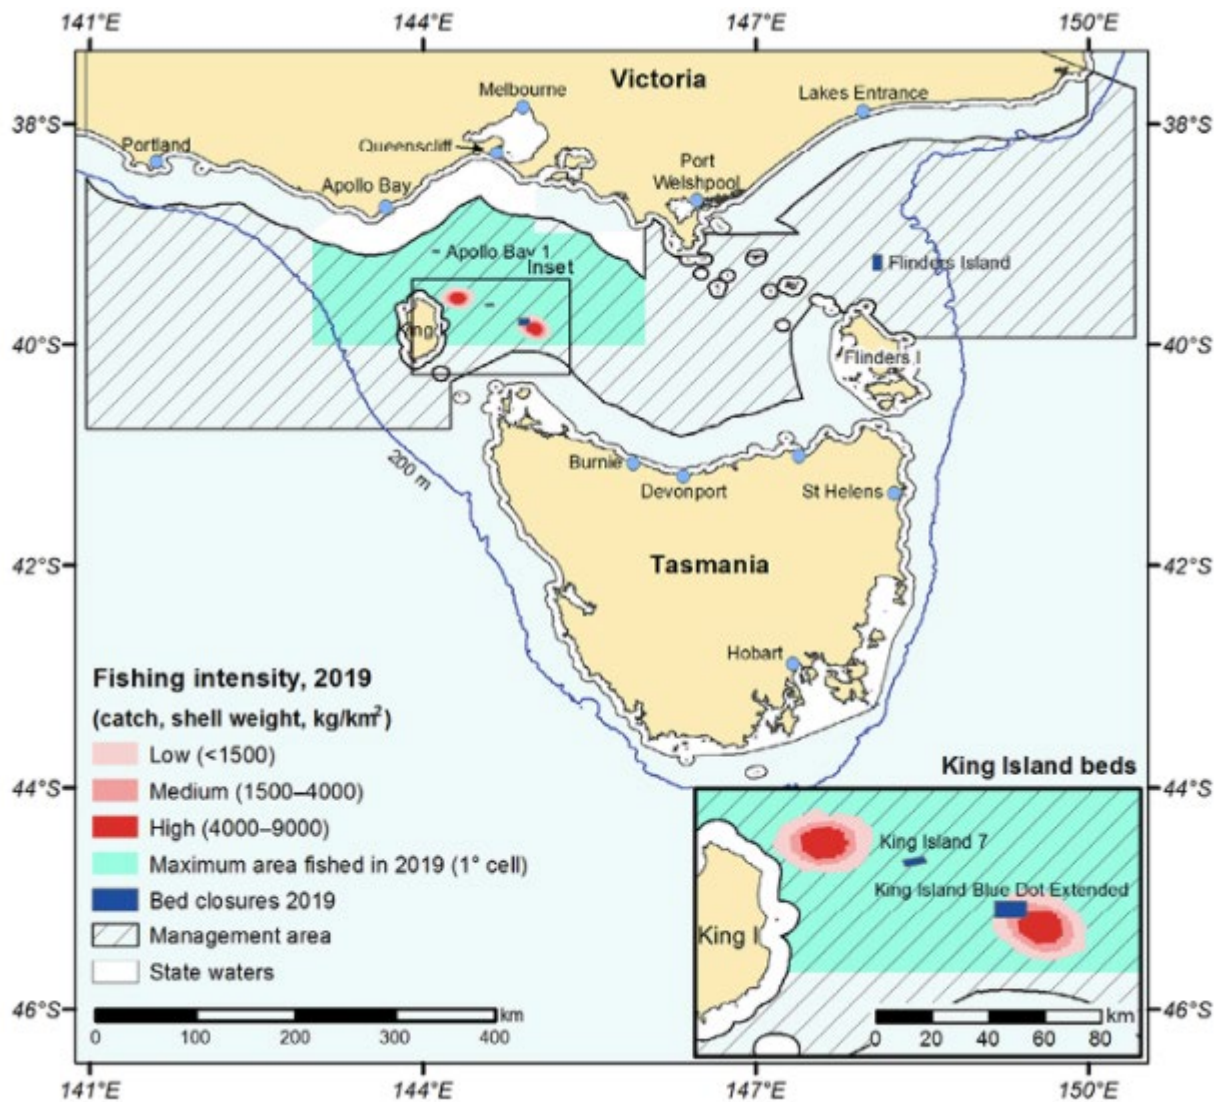 141°E 144°E 147°E 150°E
Victoria
Melbourne
Lakes Entrance
38°S 38°S
Portland
Queenscliff
Port
Welshpool
Apollo Bay
Apollo Bay 1
Inset
Flinders Island
King
40°S 40°S
Flinders I
200 m
Burnie
Devonport
St Helens
42°S 42°S
Tasmania
Hobart
Fishing intensity, 2019
(catch, shell weight, kg/km²)
Low (<1500)
Medium (1500–4000)
High (4000–9000)
Maximum area fished in 2019 (1° cell)
Bed closures 2019
Management area
State waters
0 100 200 300 400 km
King Island beds
44°S 44°S
King Island 7
King Island Blue Dot Extended
King I
km
0 20 40 60 80
46°S 46°S
141°E 144°E 147°E 150°E